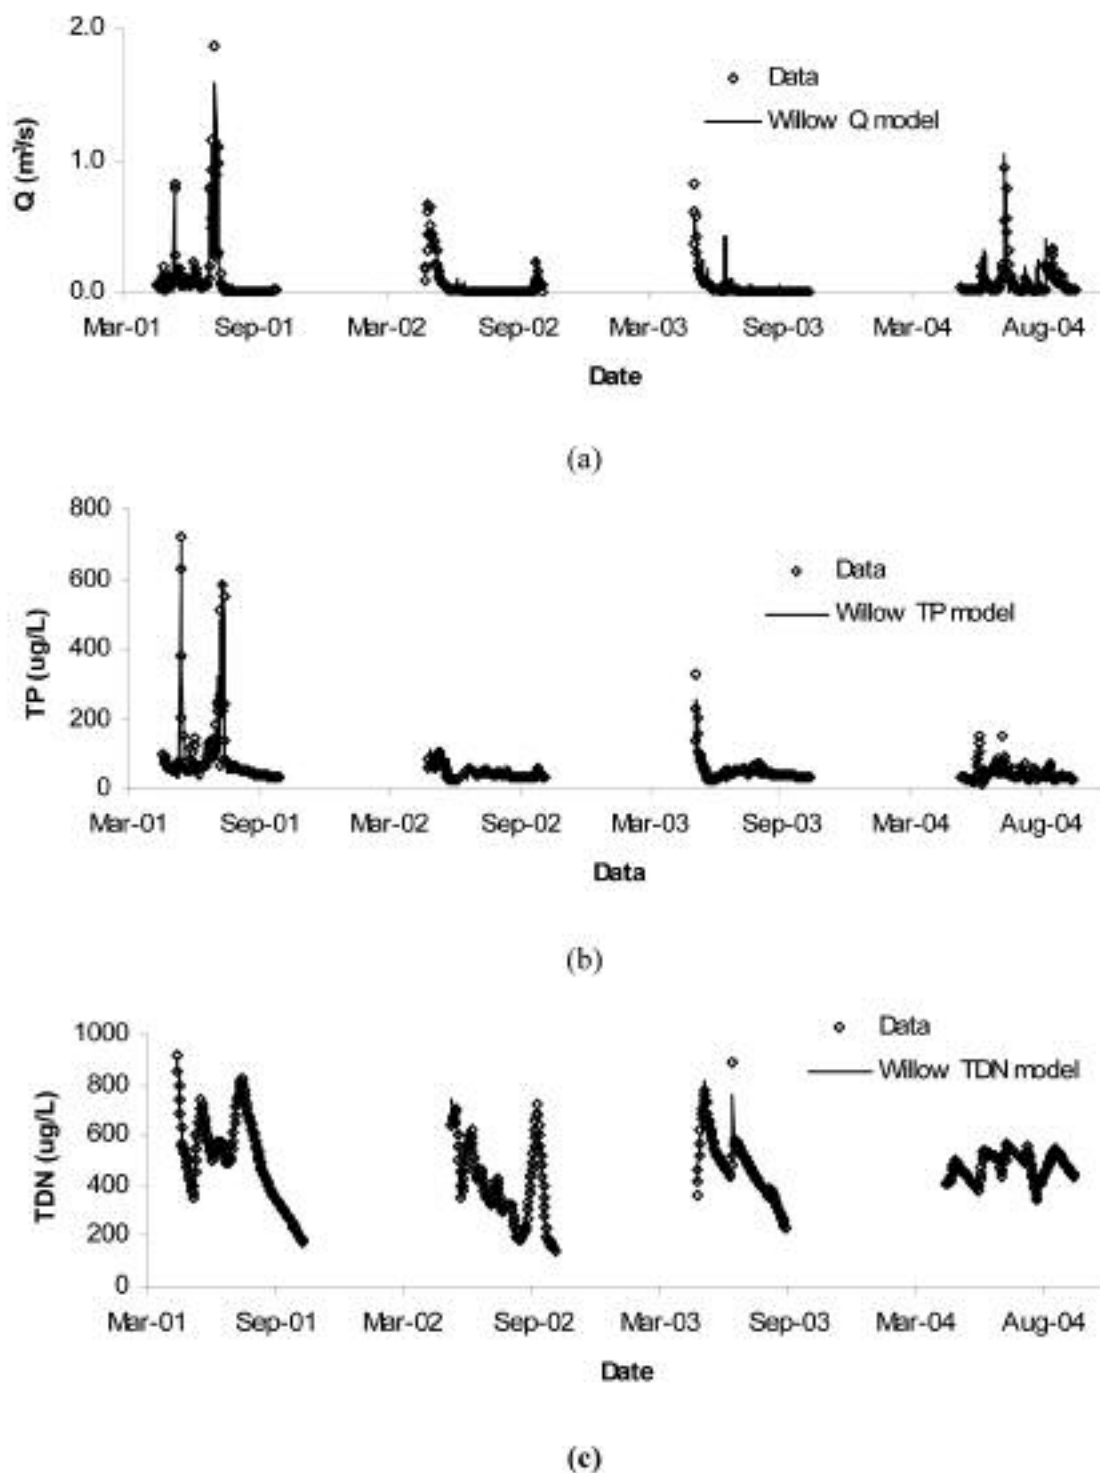 2.0
Data
Willow Q model
1.0
Q (m³/s)
0.0
Mar-01 Sep-01 Mar-02 Sep-02 Mar-03 Sep-03 Mar-04 Aug-04
Date
(a)
800
Data
600
Willow TP model
400
TP (ug/L)
200
0
Mar-01 Sep-01 Mar-02 Sep-02 Mar-03 Sep-03 Mar-04 Aug-04
Data
(b)
1000
Data
Willow TDN model
800
600
TDN (ug/L)
400
200
0
Mar-01 Sep-01 Mar-02 Sep-02 Mar-03 Sep-03 Mar-04 Aug-04
Date
(c)